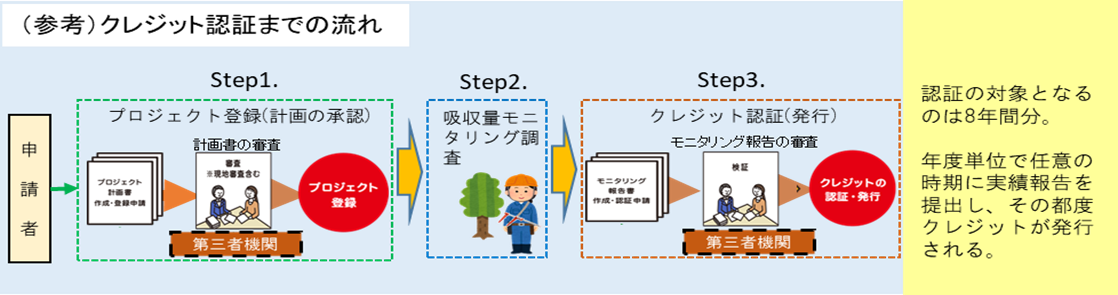 （参考）クレジット認証までの流れ
申請者
Step1.
プロジェクト登録(計画の承認)
計画書の審査
プロジェクト
計画書
作成・登録申請
審査
※現地審査含む
プロジェクト
登録
第三者機関
Step2.
吸収量モニ
タリング調
査
Step3.
クレジット認証(発行)
モニタリング報告の審査
モニタリング
報告書
作成・認証申請
検証
クレジットの
認証・発行
第三者機関
認証の対象となる
のは8年間分。
年度単位で任意の
時期に実績報告を
提出し、その都度
クレジットが発行
される。